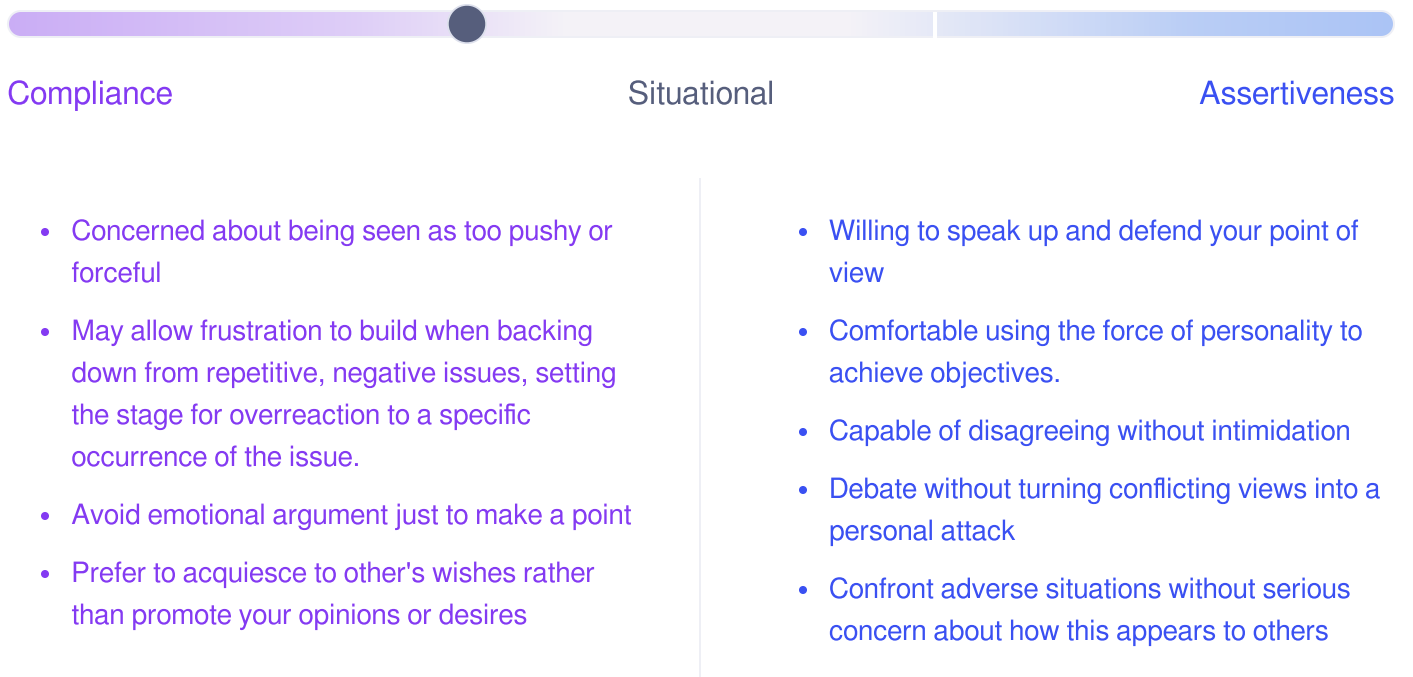 Compliance
Situational
Assertiveness
Concerned about being seen as too pushy or
forceful
May allow frustration to build when backing
down from repetitive, negative issues, setting
the stage for overreaction to a specific
occurrence of the issue.
Avoid emotional argument just to make a point
Prefer to acquiesce to other's wishes rather
than promote your opinions or desires
Willing to speak up and defend your point of
view
Comfortable using the force of personality to
achieve objectives.
Capable of disagreeing without intimidation
Debate without turning conflicting views into a
personal attack
Confront adverse situations without serious
concern about how this appears to others